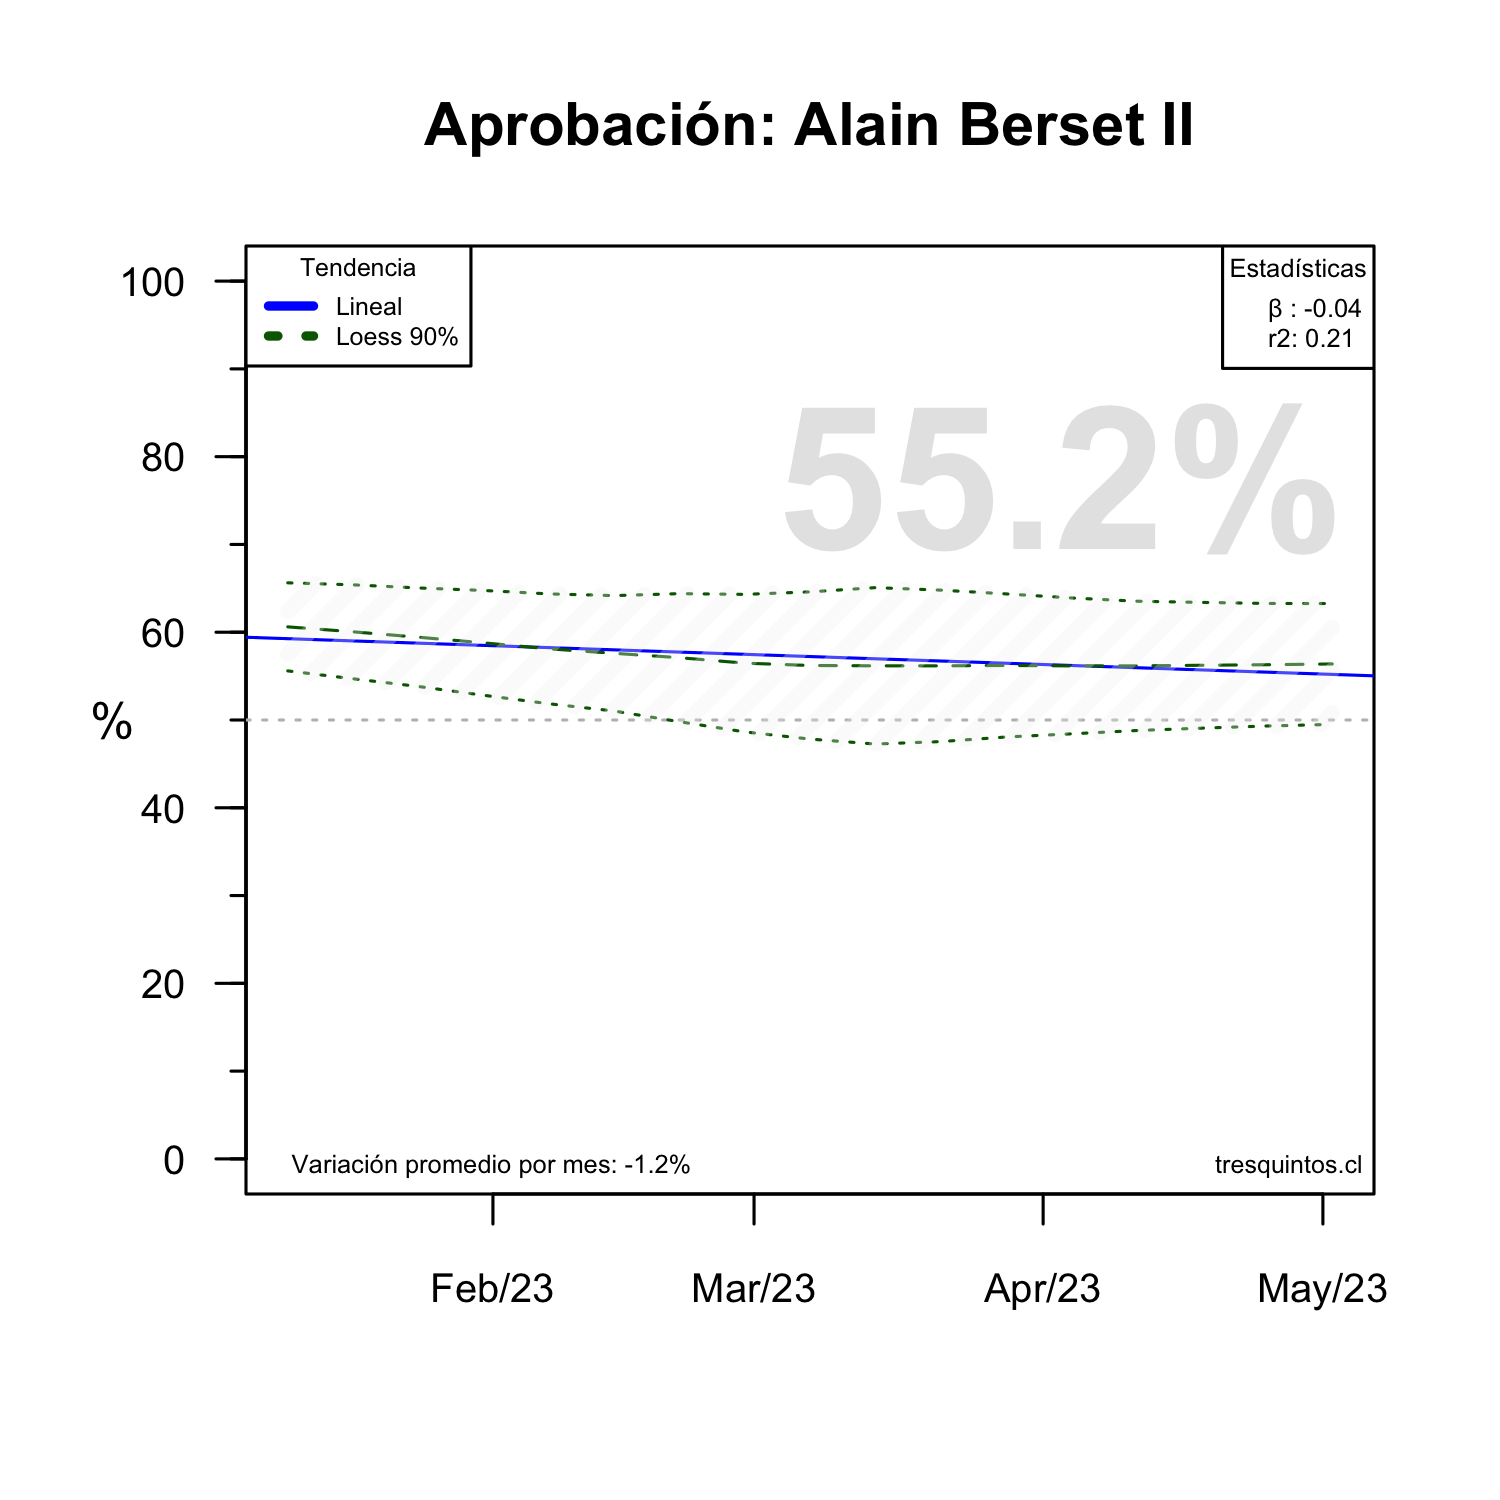 Aprobación: Alain Berset II
Tendencia
Lineal
Loess 90%
Estadísticas
β : -0.04
r2: 0.21
55.2%
100
80
60
40
20
0
%
Variación promedio por mes: -1.2%
tresquintos.cl
Feb/23
Mar/23
Apr/23
May/23